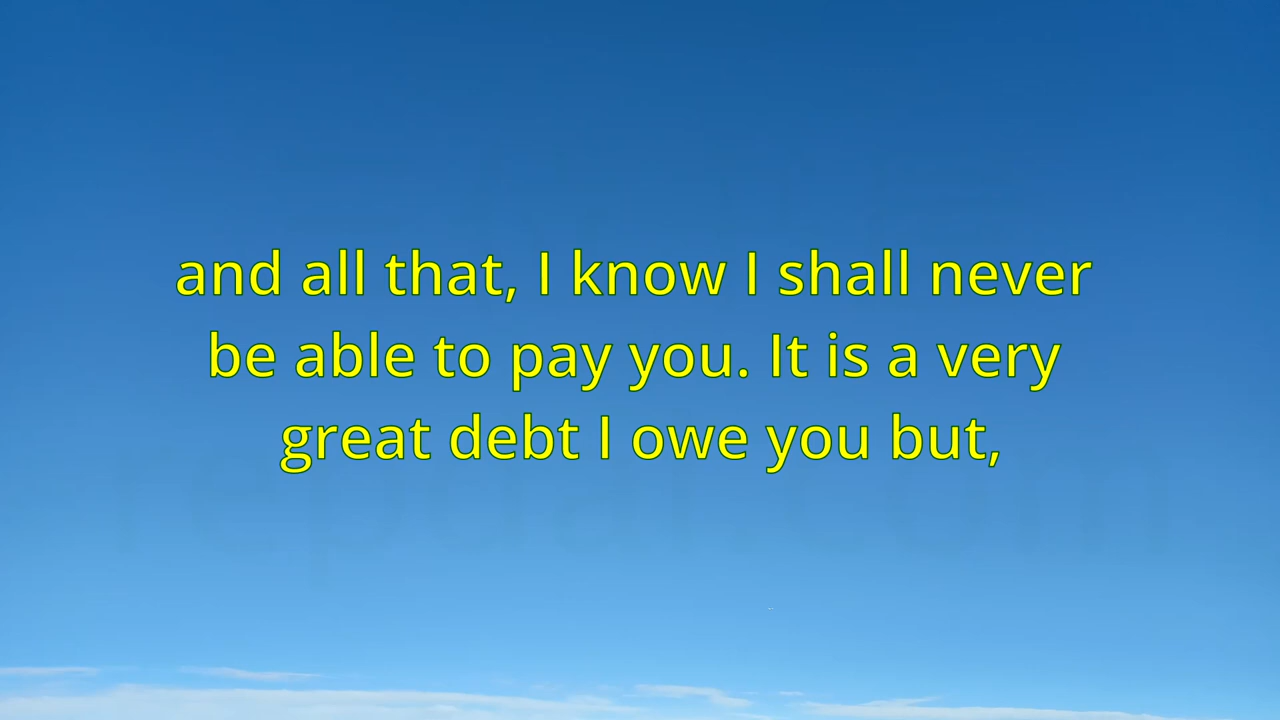 and all that, I know I shall never
be able to pay you. It is a very
great debt I owe you but,